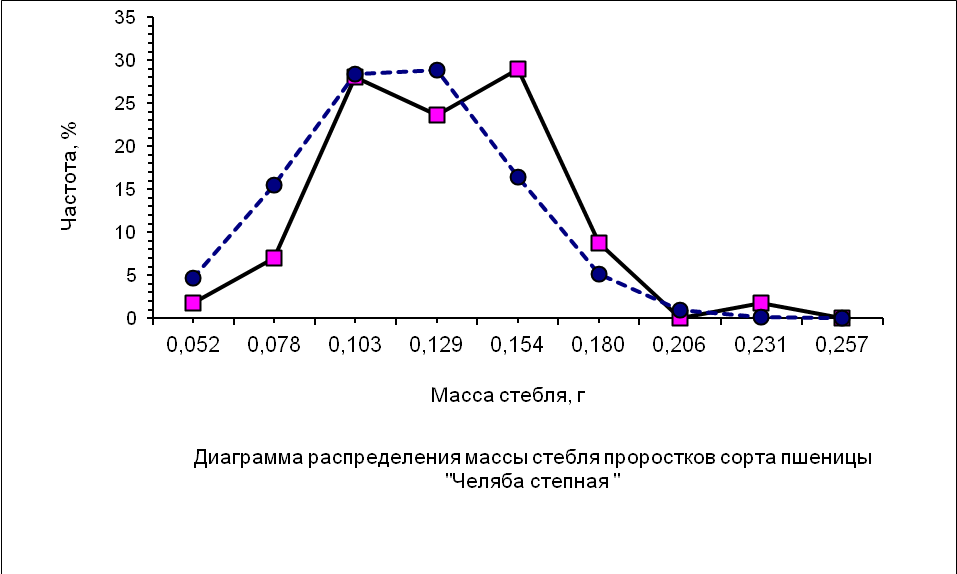 35
30
25
20
15
10
5
0
Частота, %
0,052 0,078 0,103 0,129 0,154 0,180 0,206 0,231 0,257
Масса стебля, г
Диаграмма распределения массы стебля проростков сорта пшеницы
"Челяба степная "